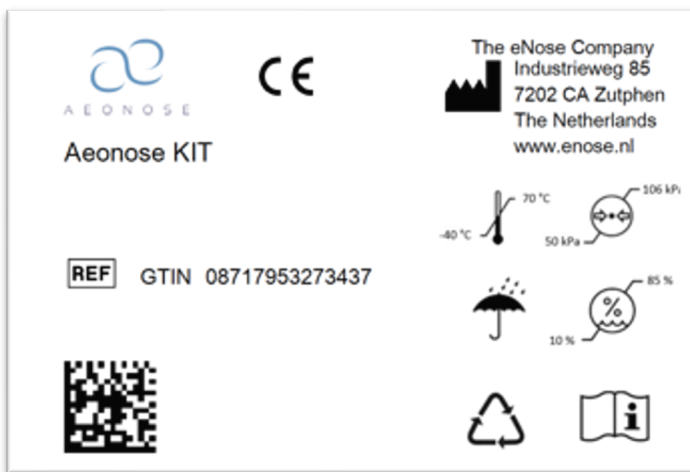 AEONOSE
CE
Aeonose KIT
REF GTIN 08717953273437
The eNose Company
Industrieweg 85
7202 CA Zutphen
The Netherlands
www.enose.nl
70 °C
-40 °C
106 kPa
50 kPa
85 %
%
10 %
i